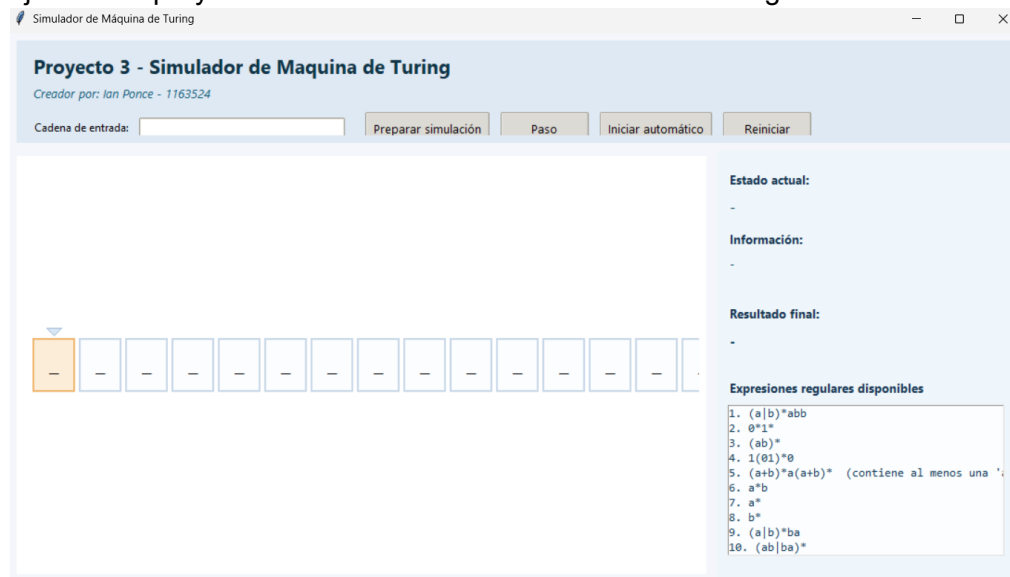 Simulador de Máquina de Turing
Proyecto 3 - Simulador de Maquina de Turing
Creador por: Ian Ponce - 1163524
Cadena de entrada:
Preparar simulación
Paso
Iniciar automático
Reiniciar
Estado actual:
-
Información:
-
Resultado final:
-
_ _ _ _ _ _ _ _ _ _ _ _ _ _
Expresiones regulares disponibles
1. (a|b)*abb
2. 0*1*
3. (ab)*
4. 1(01)*0
5. (a+b)*a(a+b)* (contiene al menos una 'a
6. a*b
7. a*
8. b*
9. (a|b)*ba
10. (ab|ba)*